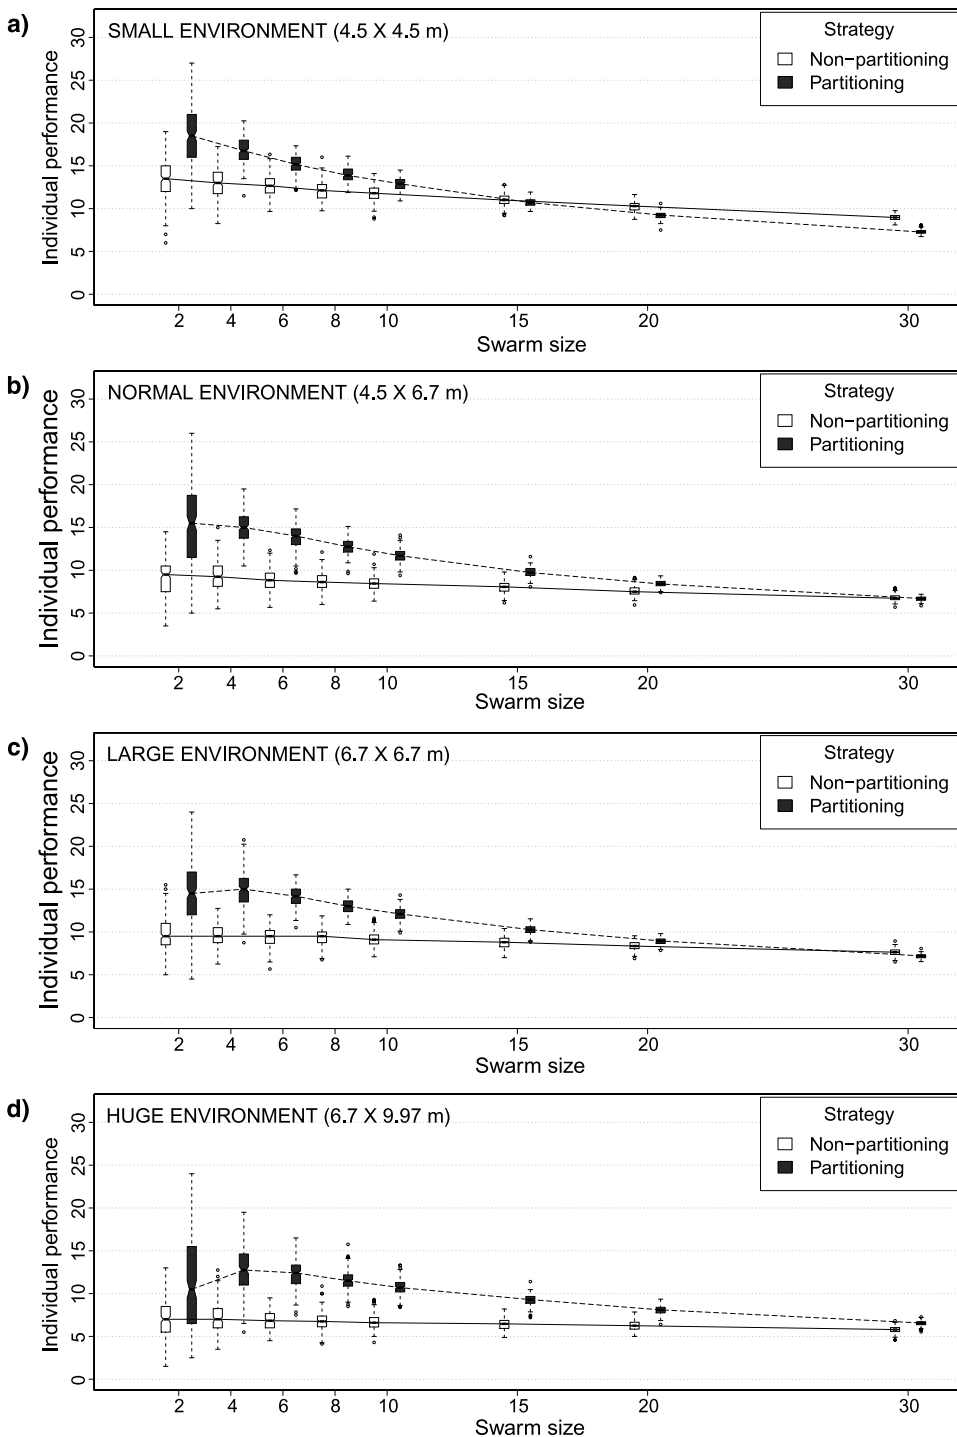 a)
SMALL ENVIRONMENT (4.5 X 4.5 m)
Strategy
Non−partitioning
Partitioning
Individual performance
0 5 10 15 20 25 30
2 4 6 8 10 15 20 30
Swarm size
b)
NORMAL ENVIRONMENT (4.5 X 6.7 m)
Strategy
Non−partitioning
Partitioning
Individual performance
0 5 10 15 20 25 30
2 4 6 8 10 15 20 30
Swarm size
c)
LARGE ENVIRONMENT (6.7 X 6.7 m)
Strategy
Non−partitioning
Partitioning
Individual performance
0 5 10 15 20 25 30
2 4 6 8 10 15 20 30
Swarm size
d)
HUGE ENVIRONMENT (6.7 X 9.97 m)
Strategy
Non−partitioning
Partitioning
Individual performance
0 5 10 15 20 25 30
2 4 6 8 10 15 20 30
Swarm size